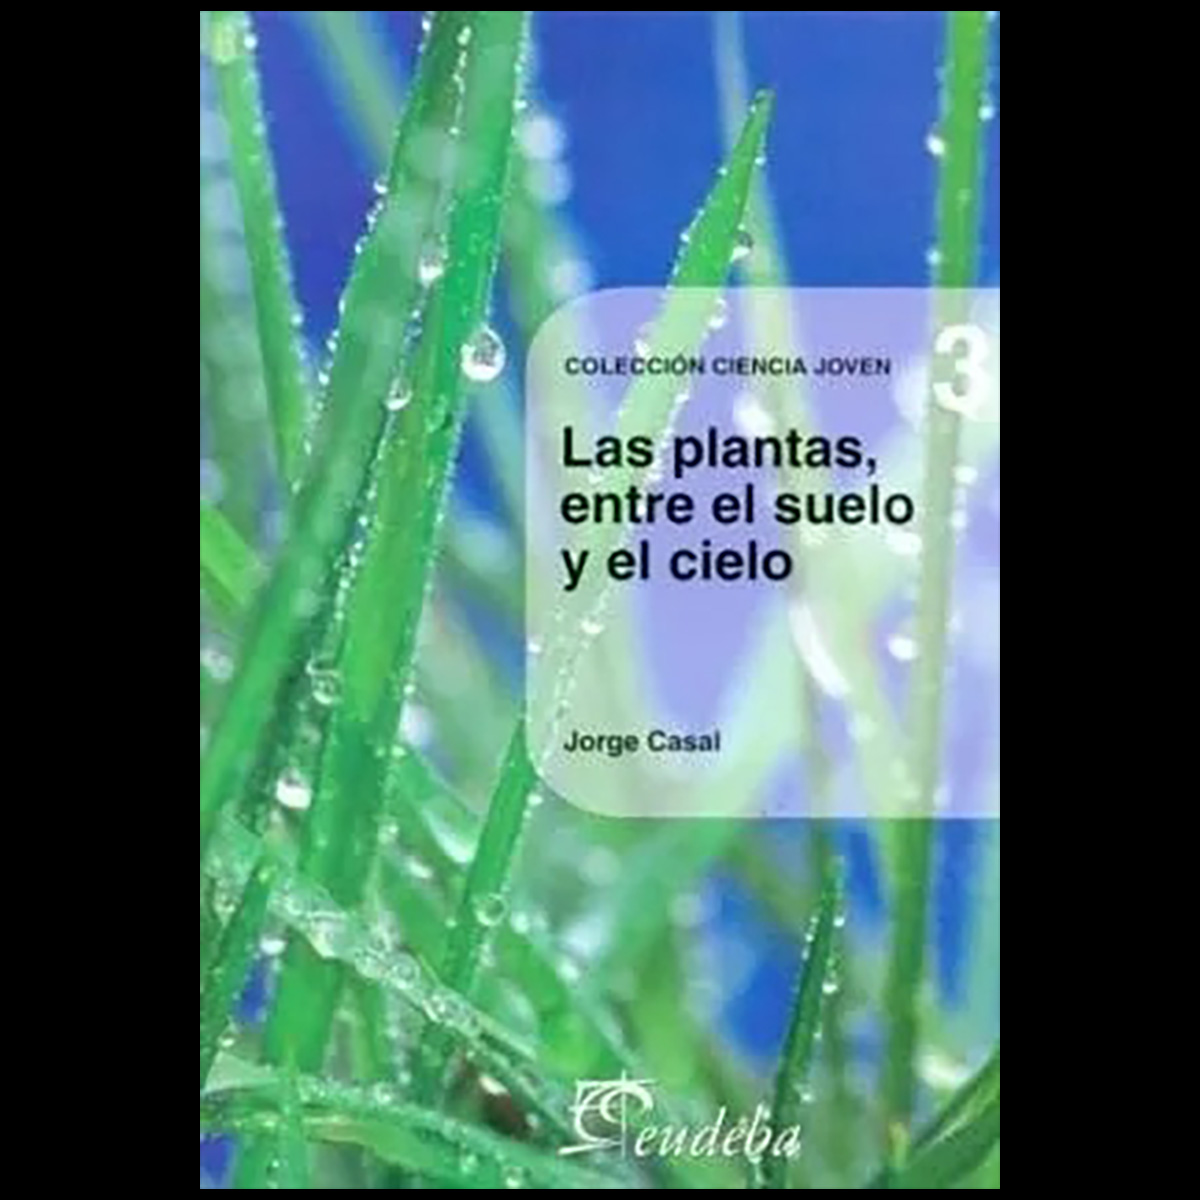 COLECCIÓN CIENCIA JOVEN
3
Las plantas,
entre el suelo
y el cielo
Jorge Casal
eudeba